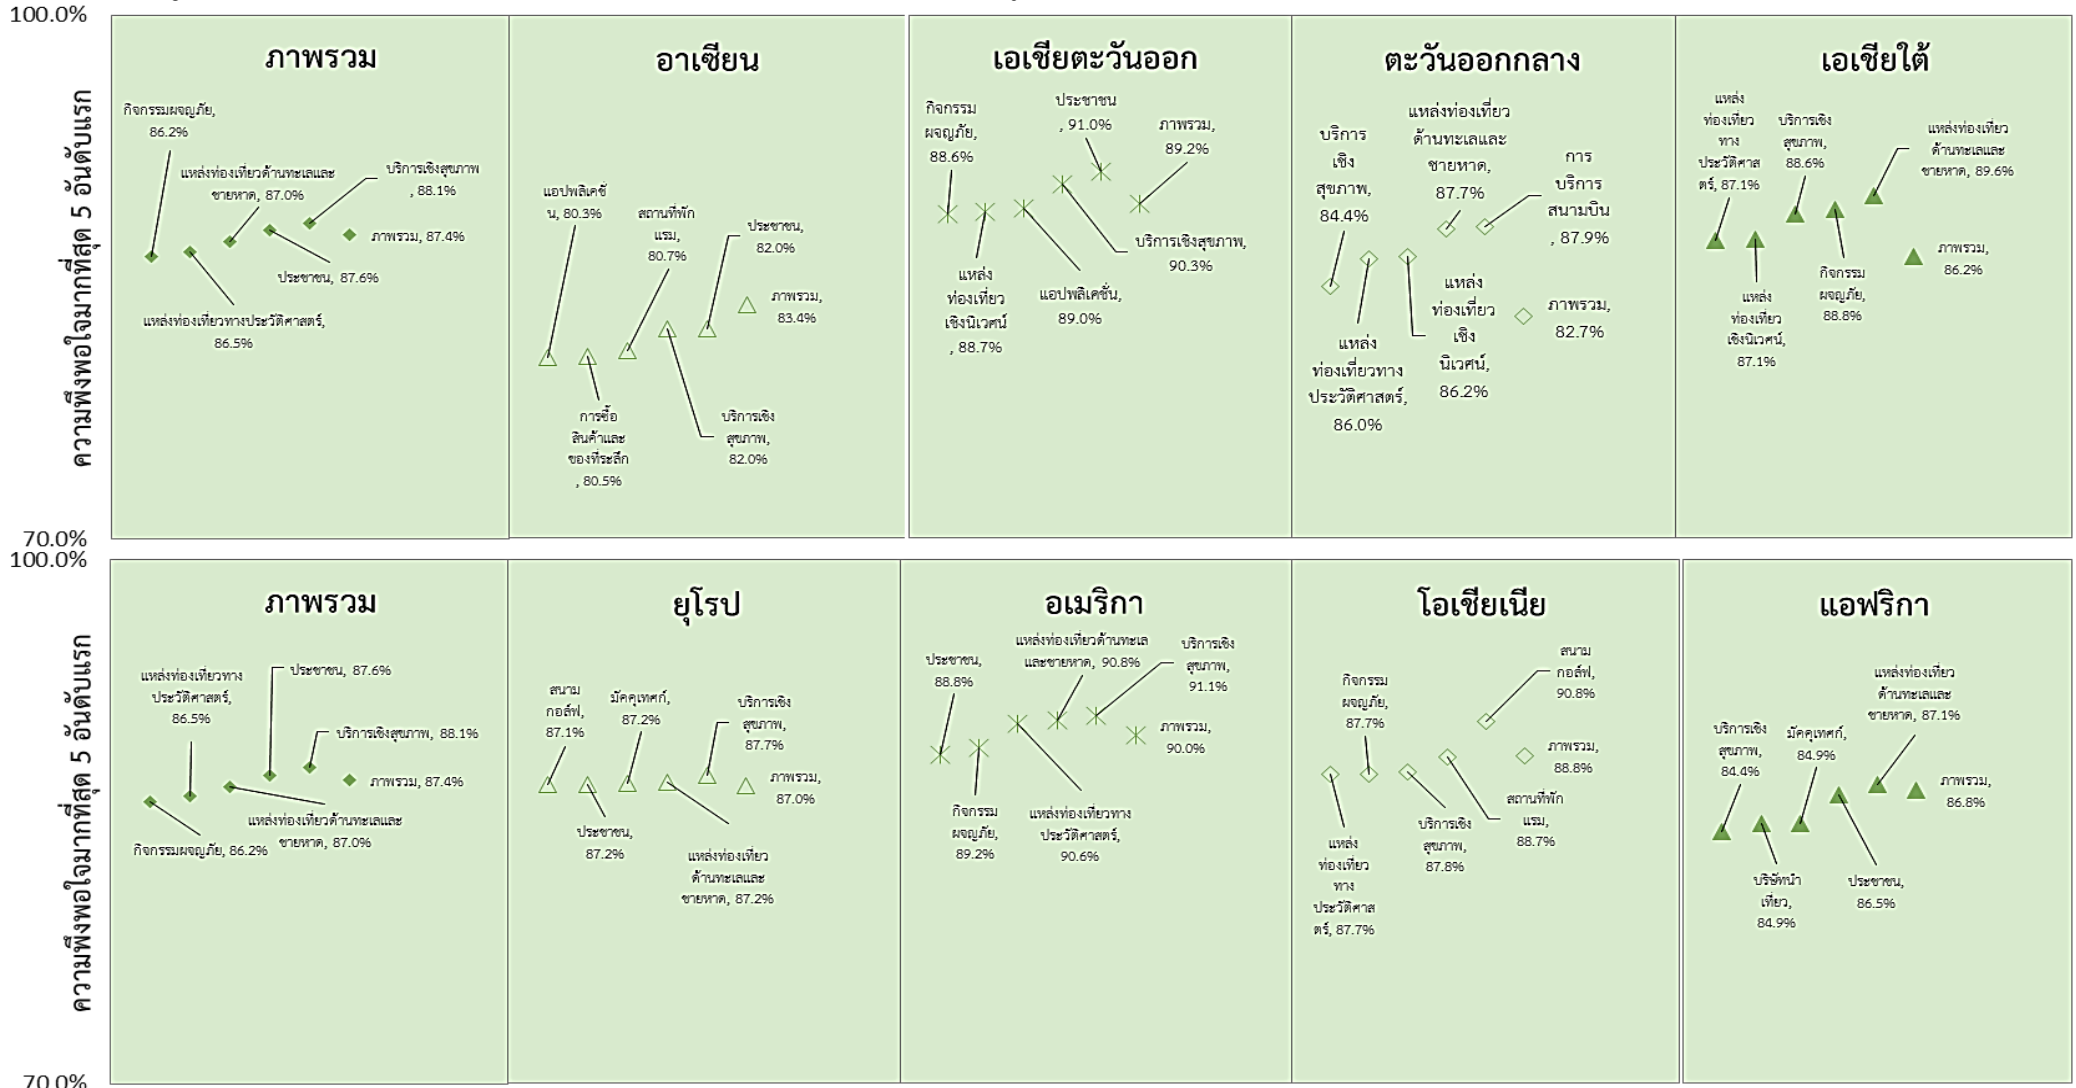 100.0%
ความพึงพอใจมากที่สุด 5 อันดับแรก
70.0%
ภาพรวม
กิจกรรมผจญภัย,
86.2%
แหล่งท่องเที่ยวด้านทะเลและ
ชายหาด, 87.0%
บริการเชิงสุขภาพ
, 88.1%
ภาพรวม, 87.4%
ประชาชน, 87.6%
แหล่งท่องเที่ยวทางประวัติศาสตร์,
86.5%
อาเซียน
แอปพลิเคชั่
น, 80.3%
สถานที่พัก
แรม,
80.7%
ประชาชน,
82.0%
ภาพรวม,
83.4%
การซื้อ
สินค้าและ
ของที่ระลึก
, 80.5%
บริการเชิง
สุขภาพ,
82.0%
เอเชียตะวันออก
กิจกรรม
ผจญภัย,
88.6%
ประชาชน
, 91.0%
ภาพรวม,
89.2%
บริการเชิงสุขภาพ,
90.3%
แหล่ง
ท่องเที่ยว
เชิงนิเวศน์
, 88.7%
แอปพลิเคชั่น,
89.0%
ตะวันออกกลาง
บริการ
เชิง
สุขภาพ,
84.4%
แหล่งท่องเที่ยว
ด้านทะเลและ
ชายหาด,
87.7%
การ
บริการ
สนามบิน
, 87.9%
แหล่ง
ท่องเที่ยว
เชิง
นิเวศน์,
86.2%
ภาพรวม,
82.7%
แหล่ง
ท่องเที่ยวทาง
ประวัติศาสตร์,
86.0%
เอเชียใต้
แหล่ง
ท่องเที่ยว
ทาง
ประวัติศาส
ตร์, 87.1%
บริการเชิง
สุขภาพ,
88.6%
แหล่งท่องเที่ยว
ด้านทะเลและ
ชายหาด, 89.6%
ภาพรวม,
86.2%
กิจกรรม
ผจญภัย,
88.8%
แหล่ง
ท่องเที่ยว
เชิงนิเวศน์,
87.1%
100.0%
ความพึงพอใจมากที่สุด 5 อันดับแรก
70.0%
ภาพรวม
แหล่งท่องเที่ยวทาง
ประวัติศาสตร์,
86.5%
ประชาชน, 87.6%
บริการเชิงสุขภาพ, 88.1%
ภาพรวม, 87.4%
แหล่งท่องเที่ยวด้านทะเลและ
ชายหาด, 87.0%
กิจกรรมผจญภัย, 86.2%
ยุโรป
สนาม
กอล์ฟ,
87.1%
มัคคุเทศก์,
87.2%
บริการเชิง
สุขภาพ,
87.7%
ภาพรวม,
87.0%
ประชาชน,
87.2%
แหล่งท่องเที่ยว
ด้านทะเลและ
ชายหาด, 87.2%
อเมริกา
ประชาชน,
88.8%
แหล่งท่องเที่ยวด้านทะเล
และชายหาด, 90.8%
บริการเชิง
สุขภาพ,
91.1%
ภาพรวม,
90.0%
กิจกรรม
ผจญภัย,
89.2%
แหล่งท่องเที่ยวทาง
ประวัติศาสตร์,
90.6%
โอเชียเนีย
กิจกรรม
ผจญภัย,
87.7%
สนาม
กอล์ฟ,
90.8%
ภาพรวม,
88.8%
สถานที่พัก
แรม,
88.7%
บริการเชิง
สุขภาพ,
87.8%
แหล่ง
ท่องเที่ยว
ทาง
ประวัติศาส
ตร์, 87.7%
แอฟริกา
บริการเชิง
สุขภาพ,
84.4%
มัคคุเทศก์,
84.9%
แหล่งท่องเที่ยว
ด้านทะเลและ
ชายหาด, 87.1%
ภาพรวม,
86.8%
บริษัทนำ
เที่ยว,
84.9%
ประชาชน,
86.5%